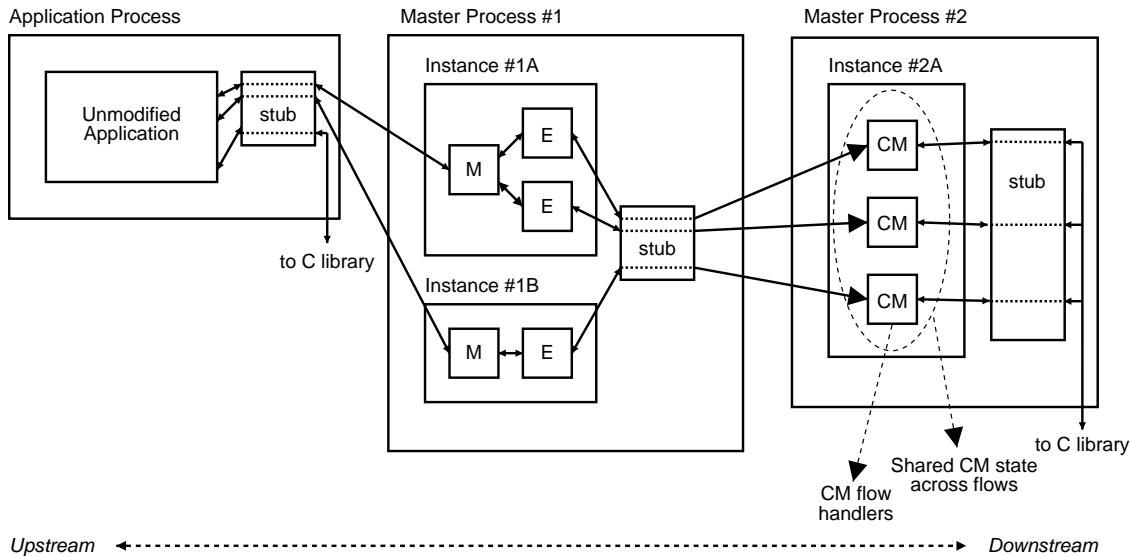 Application Process
Master Process #1
Master Process #2
Instance #1A
Instance #2A
Unmodified
Application
stub
E
M
E
CM
CM
CM
stub
stub
to C library
Instance #1B
M
E
to C library
Shared CM state
across flows
CM flow
handlers
Upstream
Downstream